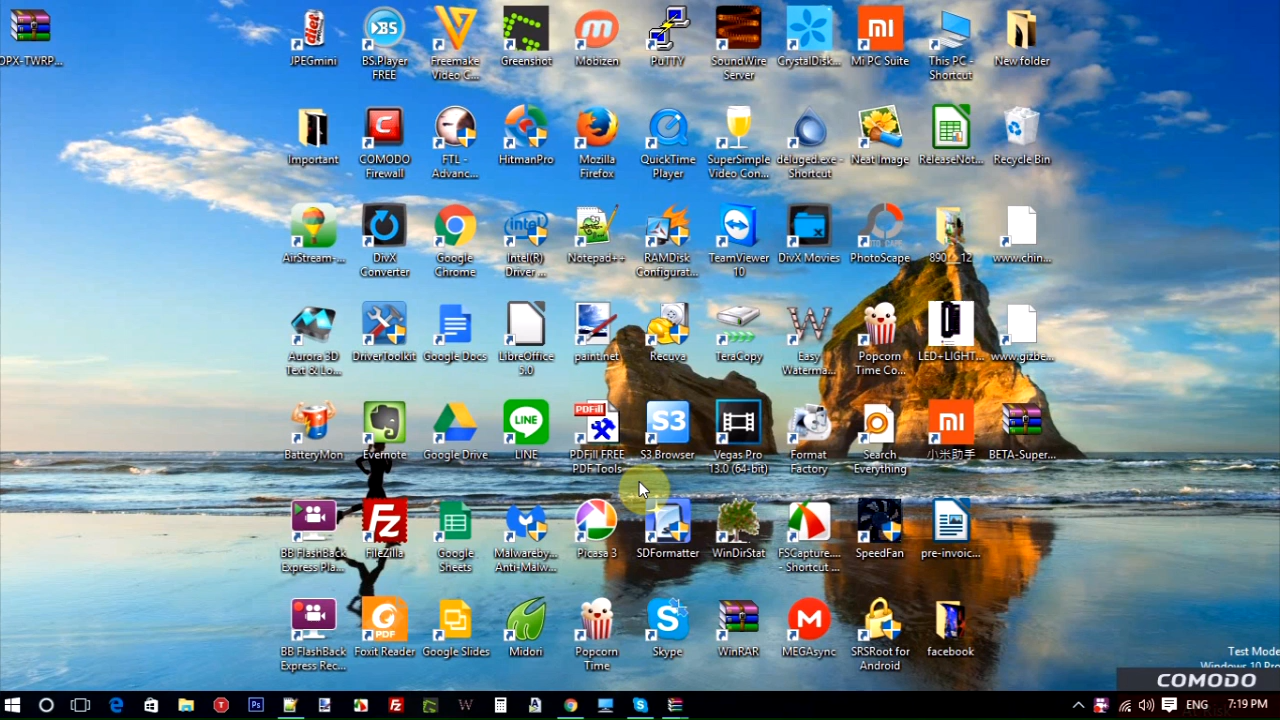 OPX-TWRP...
JPEGmini
BS.Player
FREE
Freemake
Video C...
Greenshot
Mobizen
PuTTY
SoundWire
Server
CrystalDisk...
Mi PC Suite
This PC -
Shortcut
New folder
Important
COMODO
Firewall
FTL -
Advanc...
HitmanPro
Mozilla
Firefox
QuickTime
Player
SuperSimple
Video Con...
deluged.exe -
Shortcut
Neat Image
ReleaseNot...
Recycle Bin
AirStream-...
DivX
Converter
Google
Chrome
intel
Intel(R)
Driver ...
Notepad++
RAMDisk
Configurat...
TeamViewer
10
DivX Movies
PhotoScape
890__12
www.chin...
Aurora 3D
Text & Lo...
DriverToolkit
Google Docs
LibreOffice
5.0
paint.net
Recuva
TeraCopy
Easy
Waterma...
Popcorn
Time Co...
LED+LIGHT...
www.gizbe...
BatteryMon
Evernote
Google Drive
LINE
LINE
PDFill
PDFill FREE
PDF Tools
S3
S3 Browser
Vegas Pro
13.0 (64-bit)
Format
Factory
Search
Everything
小米助手
BETA-Super...
BB FlashBack
Express Pla...
FileZilla
Google
Sheets
Malwareby...
Anti-Malw...
Picasa 3
SDFormatter
WinDirStat
FSCapture....
- Shortcut ...
SpeedFan
pre-invoic...
BB FlashBack
Express Rec...
PDF
Foxit Reader
Google Slides
Midori
Popcorn
Time
Skype
WinRAR
MEGAsync
SRSRoot for
Android
facebook
Test Mode
Windows 10 Pro
COMODO
ENG
7:19 PM